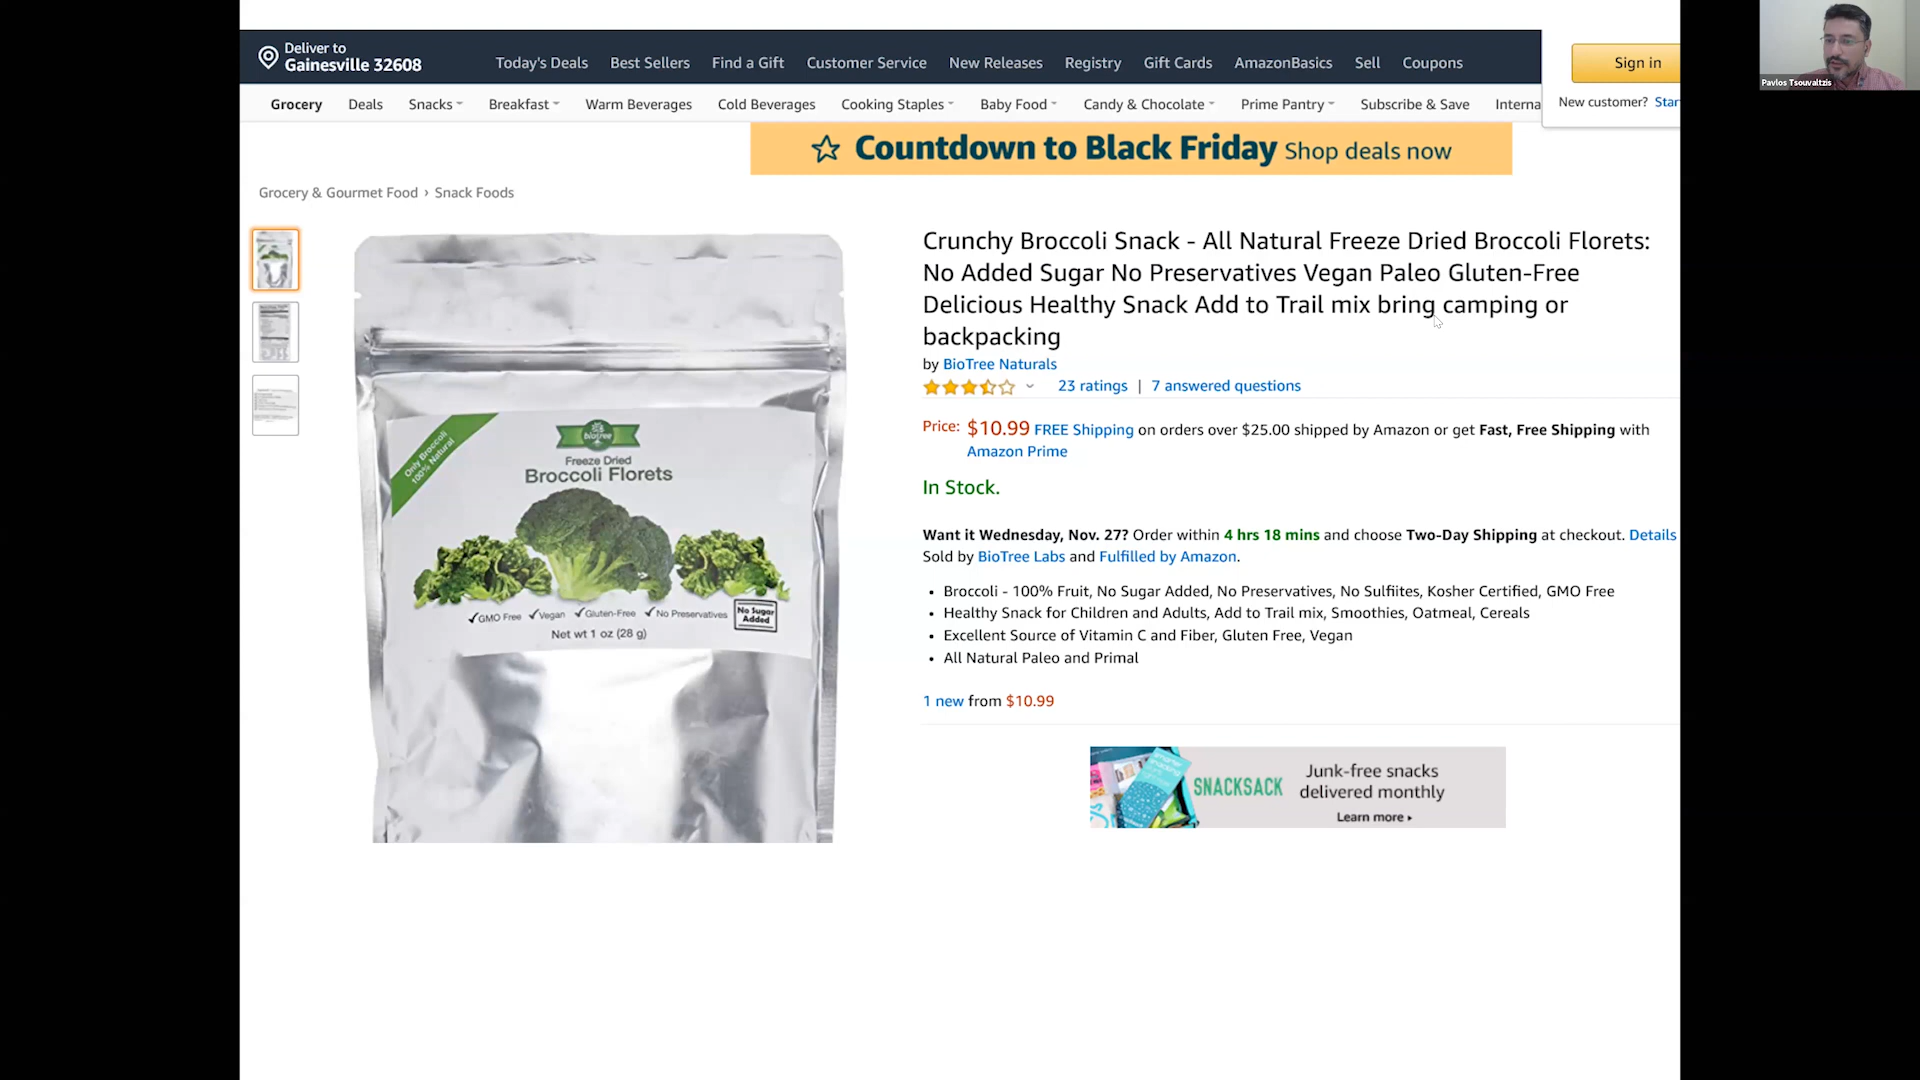 Deliver to
Gainesville 32608
Today's Deals Best Sellers Find a Gift Customer Service New Releases Registry Gift Cards AmazonBasics Sell Coupons
Sign in
New customer? Star
Grocery Deals Snacks Breakfast Warm Beverages Cold Beverages Cooking Staples Baby Food Candy & Chocolate Prime Pantry Subscribe & Save Interna
Countdown to Black Friday Shop deals now
Grocery & Gourmet Food › Snack Foods
Crunchy Broccoli Snack - All Natural Freeze Dried Broccoli Florets:
No Added Sugar No Preservatives Vegan Paleo Gluten-Free
Delicious Healthy Snack Add to Trail mix bring camping or
backpacking
by BioTree Naturals
23 ratings | 7 answered questions
Price: $10.99 FREE Shipping on orders over $25.00 shipped by Amazon or get Fast, Free Shipping with
Amazon Prime
In Stock.
Want it Wednesday, Nov. 27? Order within 4 hrs 18 mins and choose Two-Day Shipping at checkout. Details
Sold by BioTree Labs and Fulfilled by Amazon.
• Broccoli - 100% Fruit, No Sugar Added, No Preservatives, No Sulfiites, Kosher Certified, GMO Free
• Healthy Snack for Children and Adults, Add to Trail mix, Smoothies, Oatmeal, Cereals
• Excellent Source of Vitamin C and Fiber, Gluten Free, Vegan
• All Natural Paleo and Primal
1 new from $10.99
SNACKSACK
Junk-free snacks
delivered monthly
Learn more
Only Broccoli
100% Natural
biotree
Freeze Dried
Broccoli Florets
GMO Free Vegan Gluten-Free No Preservatives
No Sugar
Added
Net wt 1 oz (28 g)
Pavlos Tsouvaltzis